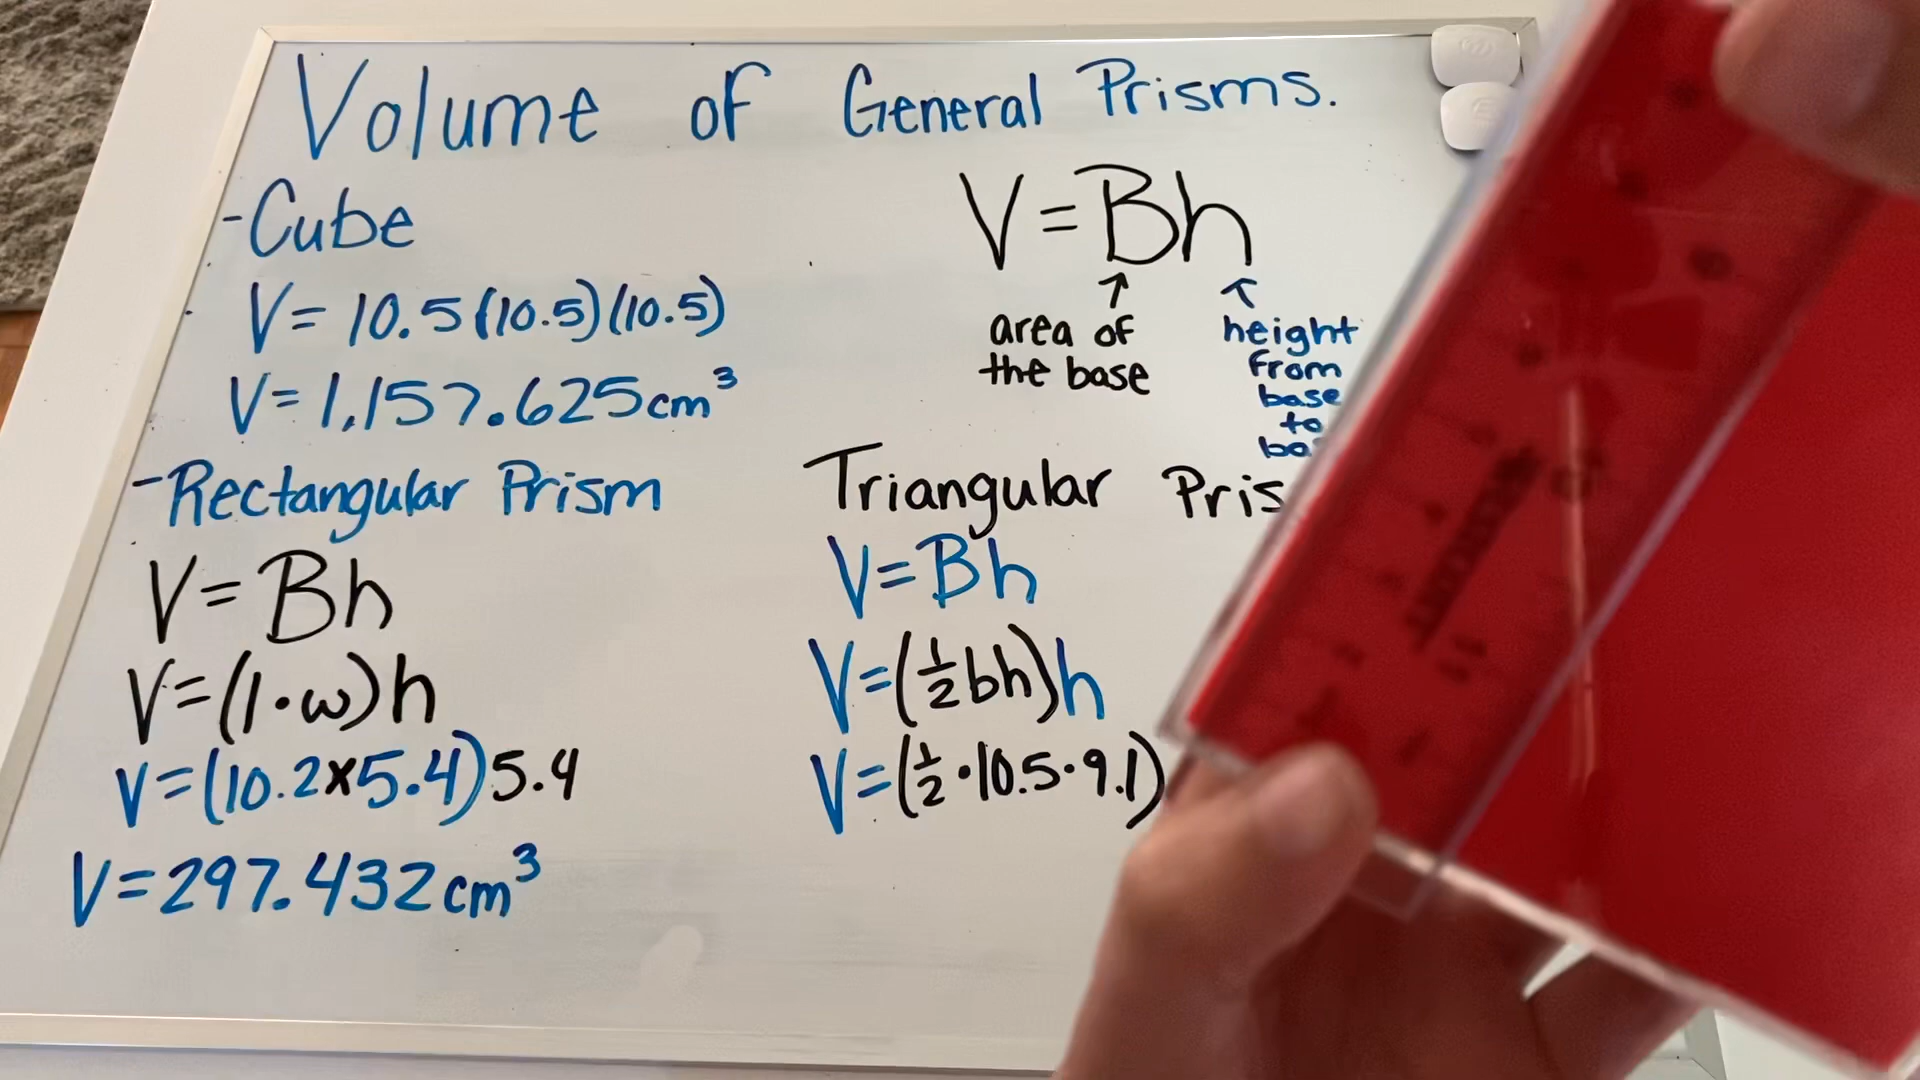 Volume of General Prisms.
-Cube
V=10.5(10.5)(10.5)
V=1,157.625cm³
V=Bh
↑
area of
the base
↖
height
from
base
to
-Rectangular Prism
V=Bh
V=(l·w)h
V=(10.2×5.4)5.4
V=297.432cm³
Triangular
V=Bh
V=(½bh)h
V=(½·10.5·9.1)